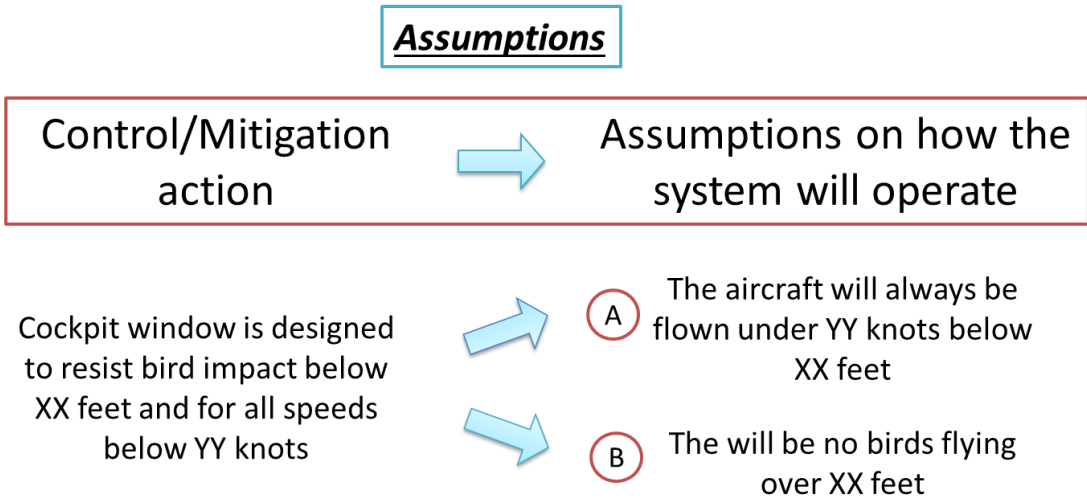 Assumptions
Control/Mitigation
action
Assumptions on how the
system will operate
Cockpit window is designed
to resist bird impact below
XX feet and for all speeds
below YY knots
A
The aircraft will always be
flown under YY knots below
XX feet
B
The will be no birds flying
over XX feet